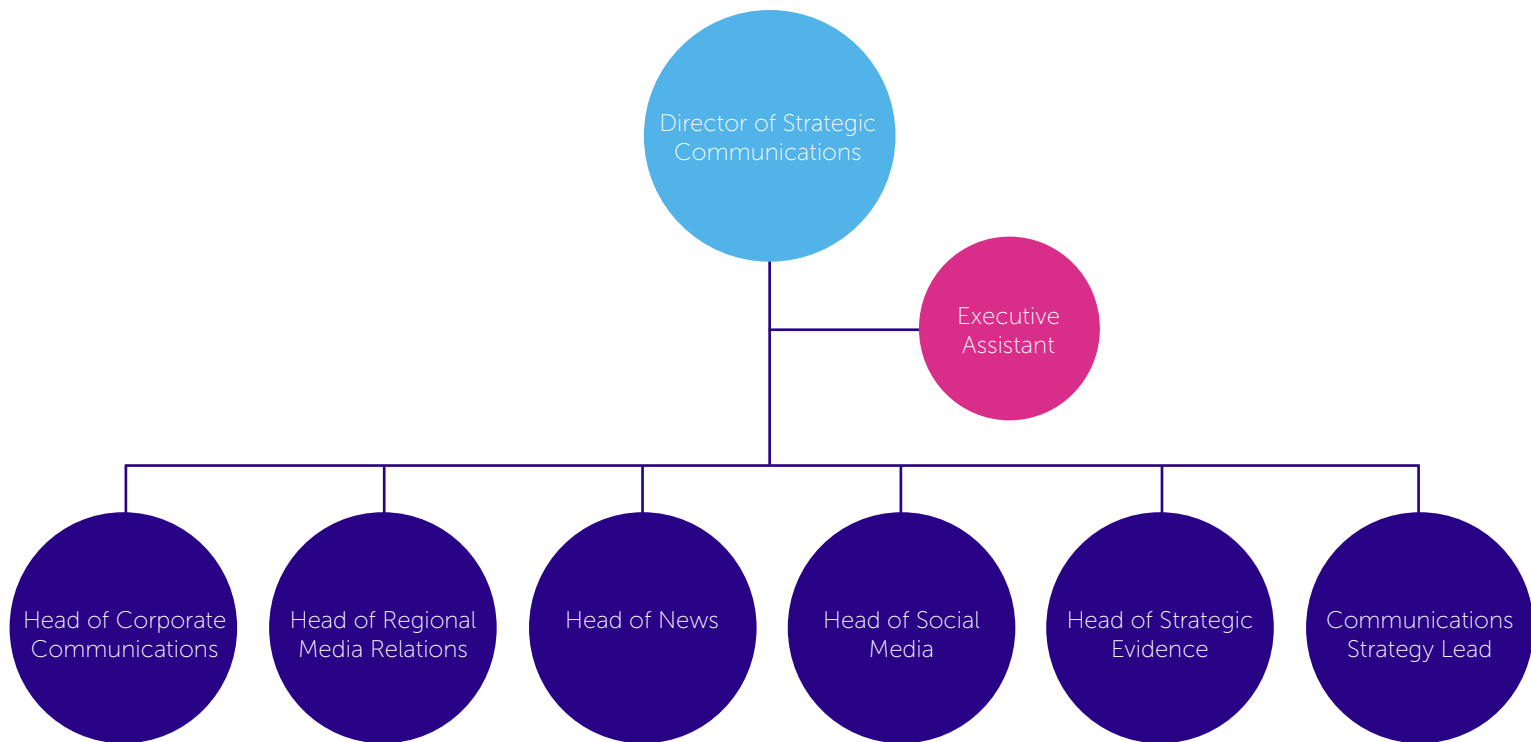 Director of Strategic
Communications
Executive
Assistant
Head of Corporate
Communications
Head of Regional
Media Relations
Head of News
Head of Social
Media
Head of Strategic
Evidence
Communications
Strategy Lead